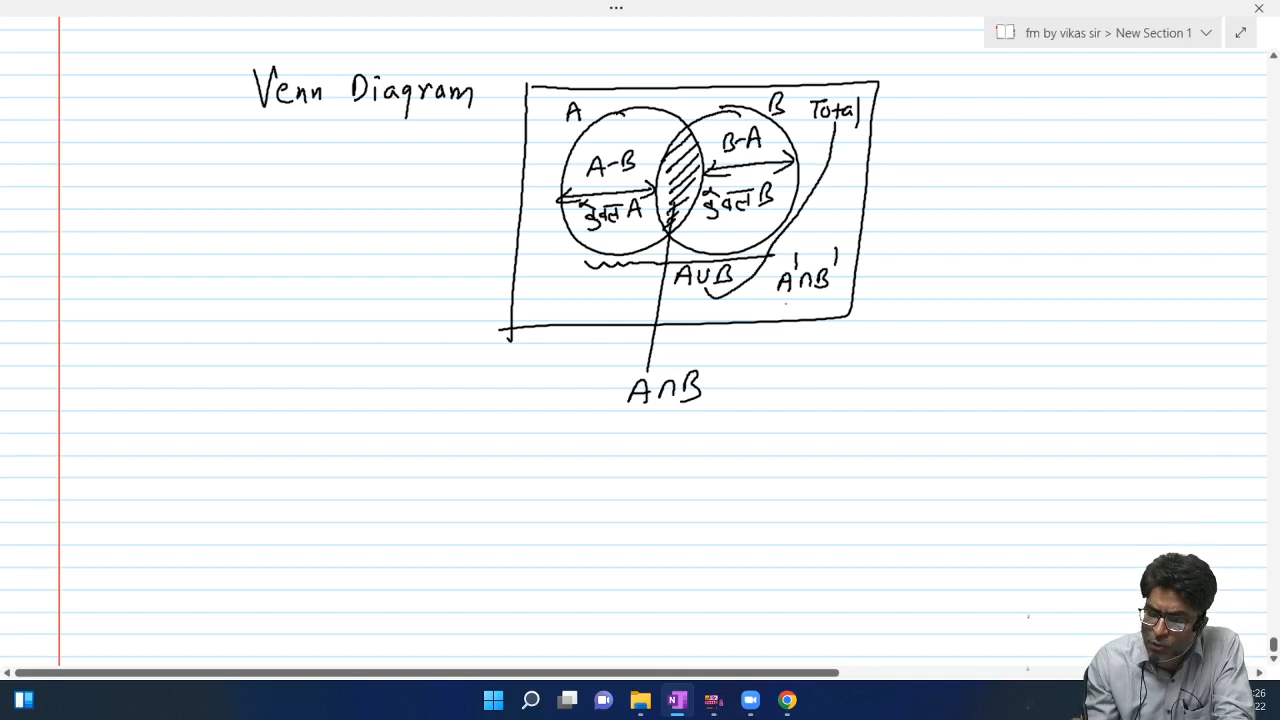 fm by vikas sir > New Section 1
Venn Diagram
A
B
Total
A-B
B-A
केवल A
केवल B
A∪B
A'∩B'
A∩B